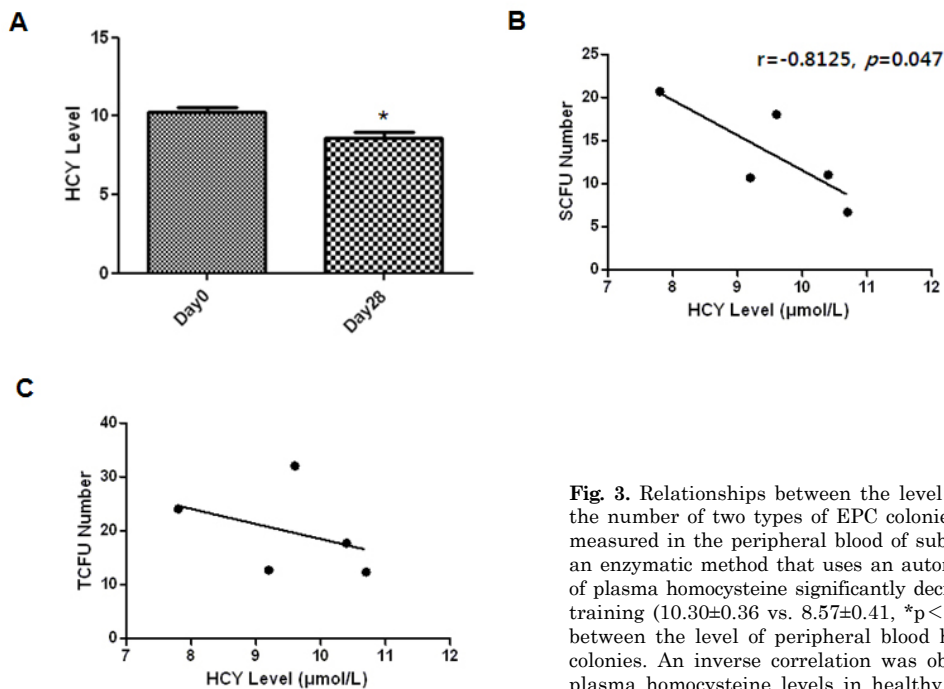 A
15
10
5
0
HCY Level
*
Day0
Day28
B
r=-0.8125, p=0.047
25
20
15
10
5
0
SCFU Number
7 8 9 10 11 12
HCY Level (μmol/L)
C
40
30
20
10
0
TCFU Number
7 8 9 10 11 12
HCY Level (μmol/L)
Fig. 3. Relationships between the level
the number of two types of EPC colonie
measured in the peripheral blood of sub
an enzymatic method that uses an autor
of plasma homocysteine significantly deci
training (10.30±0.36 vs. 8.57±0.41, *p<
between the level of peripheral blood h
colonies. An inverse correlation was ob
plasma homocysteine levels in healthy